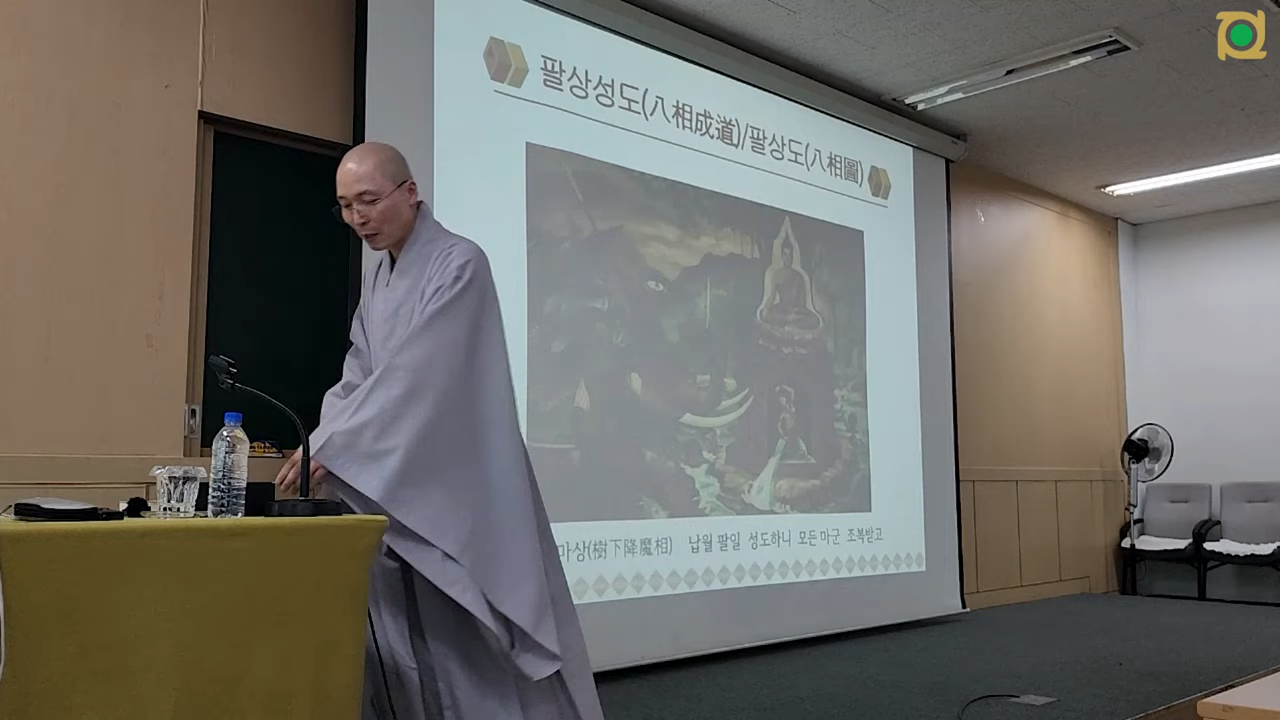 팔상성도(八相成道)/팔상도(八相圖)
마상(樹下降魔相) 납월 팔일 성도하니 모든 마군 조복받고